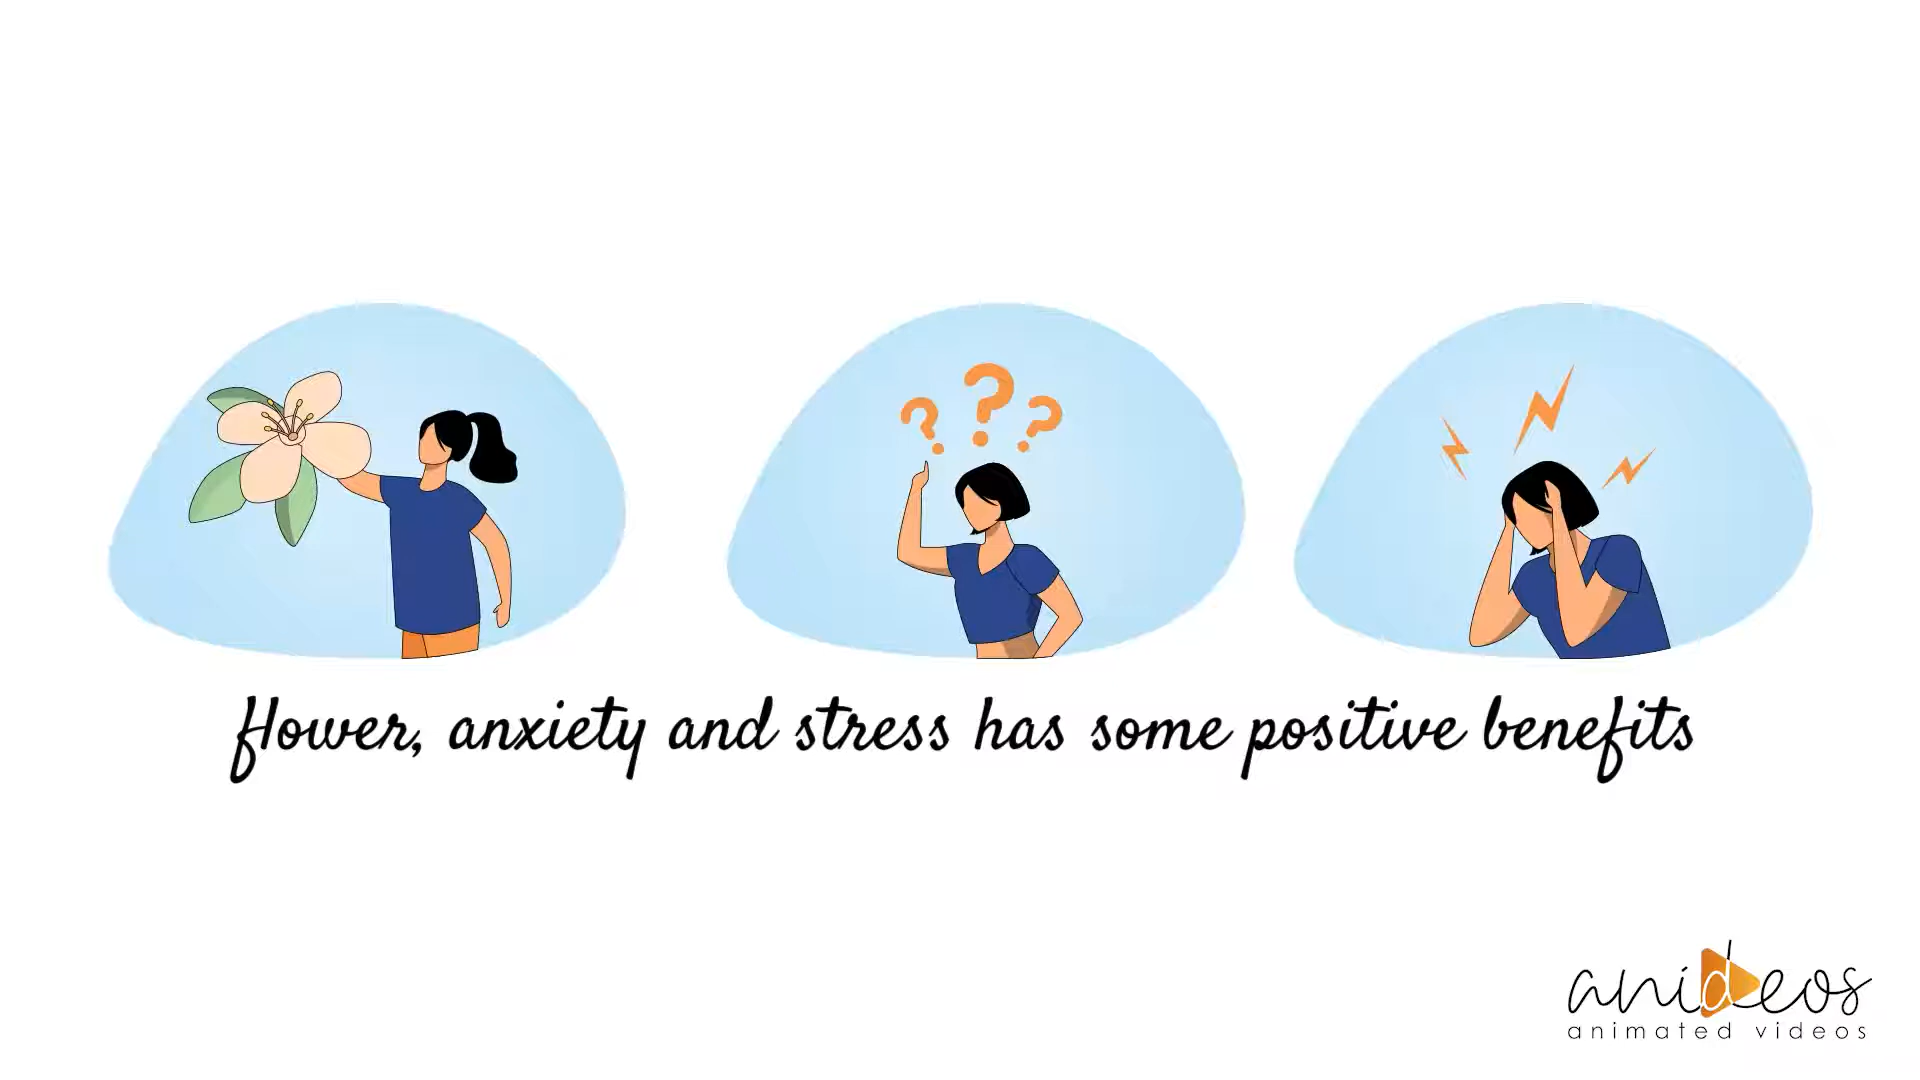 ???
flower, anxiety and stress has some positive benefits
anideos
animated videos